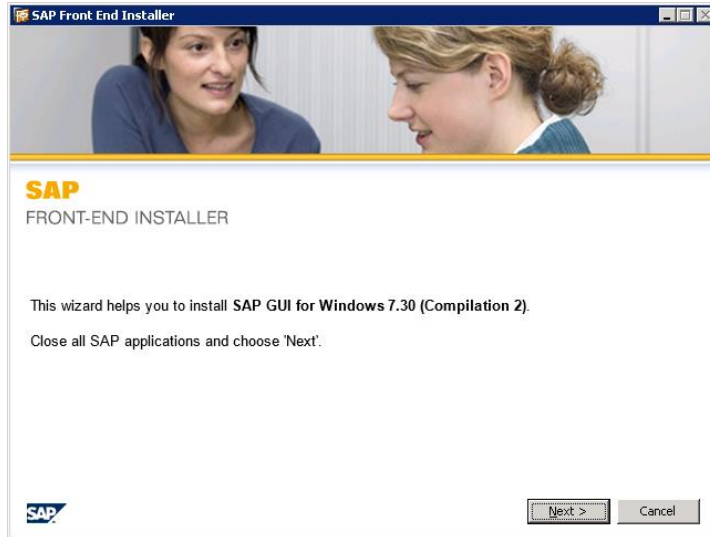 SAP Front End Installer
SAP
FRONT-END INSTALLER
This wizard helps you to install SAP GUI for Windows 7.30 (Compilation 2).
Close all SAP applications and choose 'Next'.
SAP
Next >
Cancel